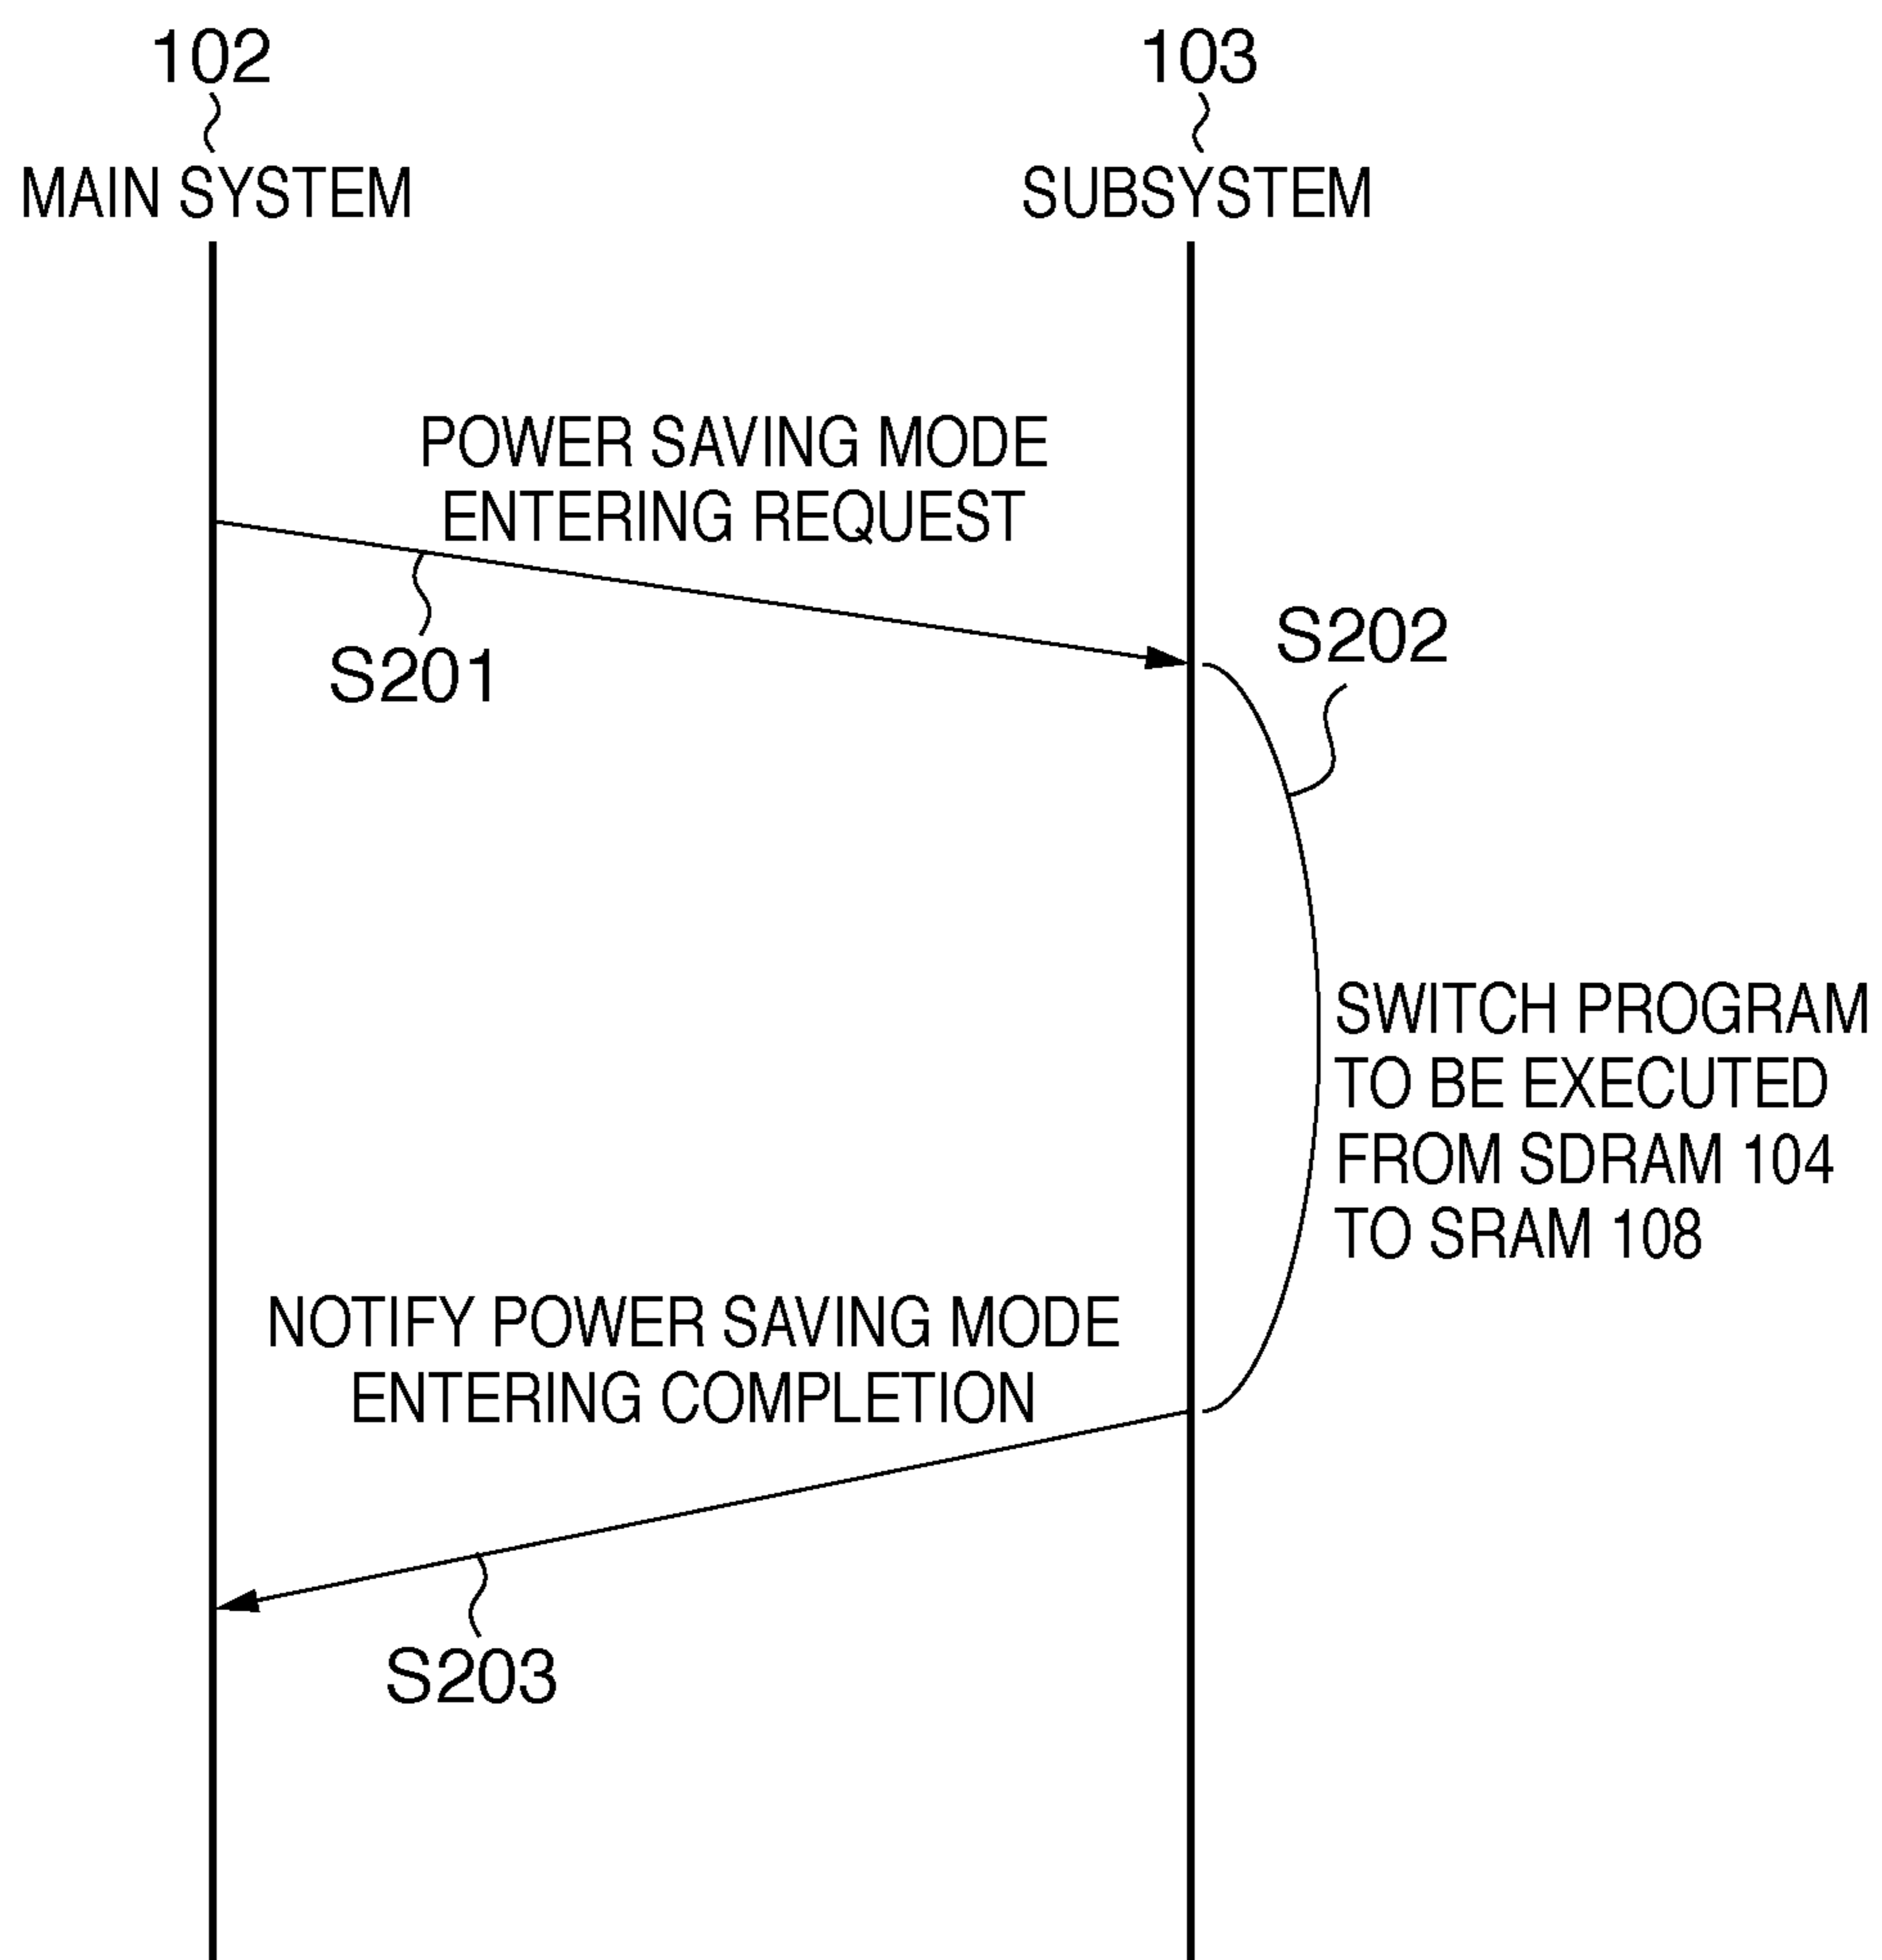 102
103
MAIN SYSTEM
SUBSYSTEM
POWER SAVING MODE
ENTERING REQUEST
S201
S202
SWITCH PROGRAM
TO BE EXECUTED
FROM SDRAM 104
TO SRAM 108
NOTIFY POWER SAVING MODE
ENTERING COMPLETION
S203